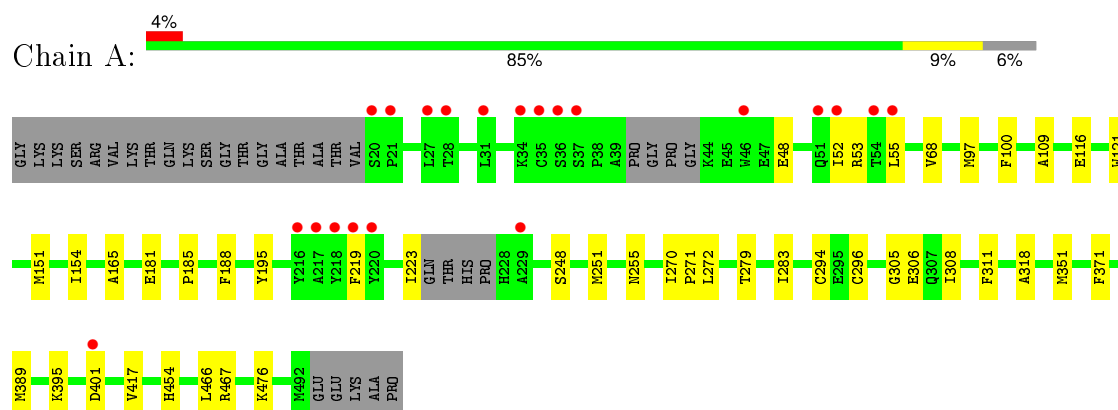 4%
Chain A:
85% 9% 6%
GLY LYS LYS SER ARG VAL LYS THR GLN LYS SER GLY THR GLY ALA THR ALA THR VAL S20 P21 L27 T28 L31 K34 G35 S36 S37 P38 A39 PRO GLY PRO GLY K44 E45 W46 E47 E48 Q51 I52 R53 T54 L55 V68 M97 F100 A109 E116 W121
M151 I154 A165 E181 P185 F188 Y195 Y216 A217 Y218 F219 Y220 I223 GLN THR HIS PRO H228 A229 S248 M251 N255 I270 P271 L272 T279 I283 C294 E295 C296 G305 E306 Q307 I308 F311 A318 M351 F371
M389 K395 D401 V417 H454 L466 R467 K476 M492 GLU GLU LYS ALA PRO